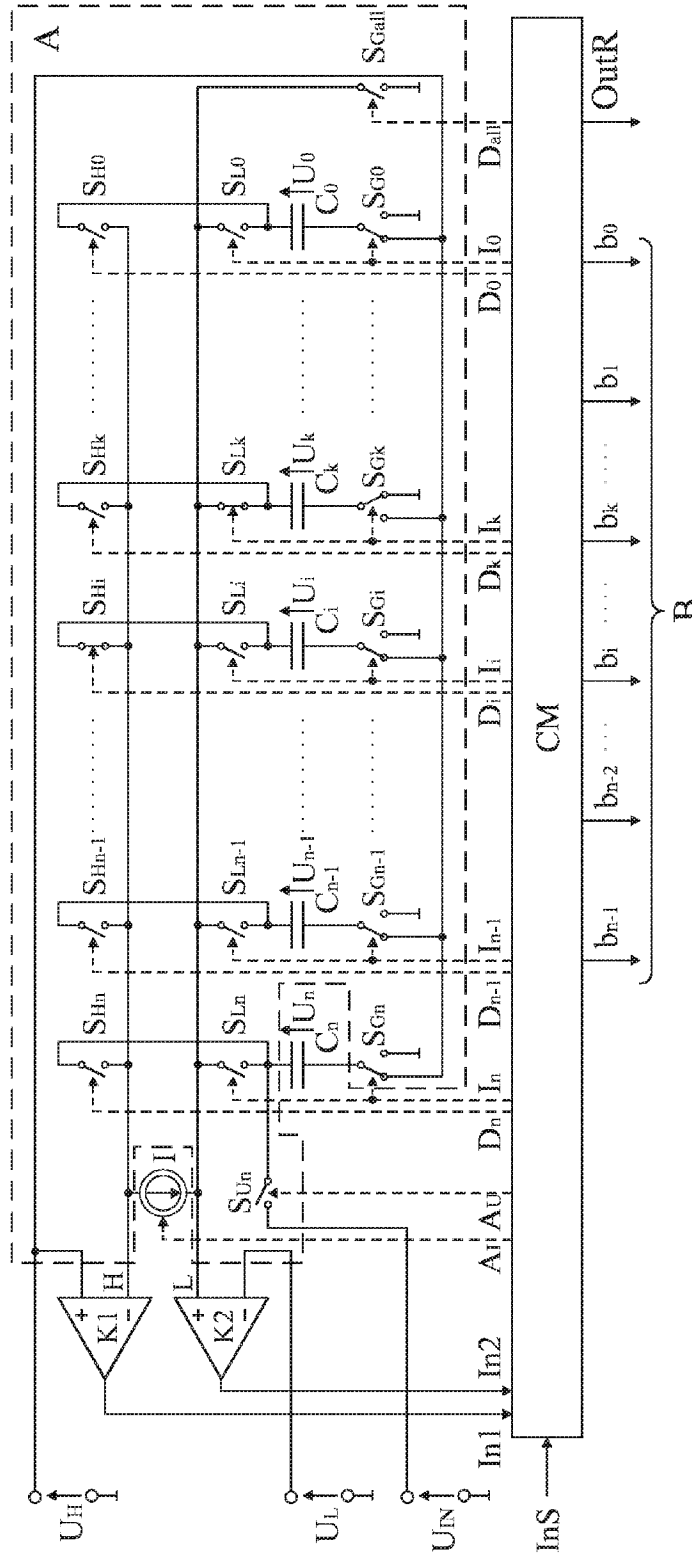 A
SHn
SHn-1
SHi
SHk
SH0
SGall
K1
+
−
H
K2
+
−
L
I
SLn
SLn-1
SLi
SLk
SL0
SUn
Un
Cn
Un-1
Cn-1
Ui
Ci
Uk
Ck
U0
C0
SGn
SGn-1
SGi
SGk
SG0
UH
UL
UIN
In1
In2
AI
AU
Dn
In
Dn-1
In-1
Di
Ii
Dk
Ik
D0
I0
Dall
InS
CM
bn-1
bn-2
bi
bk
b1
b0
OutR
B